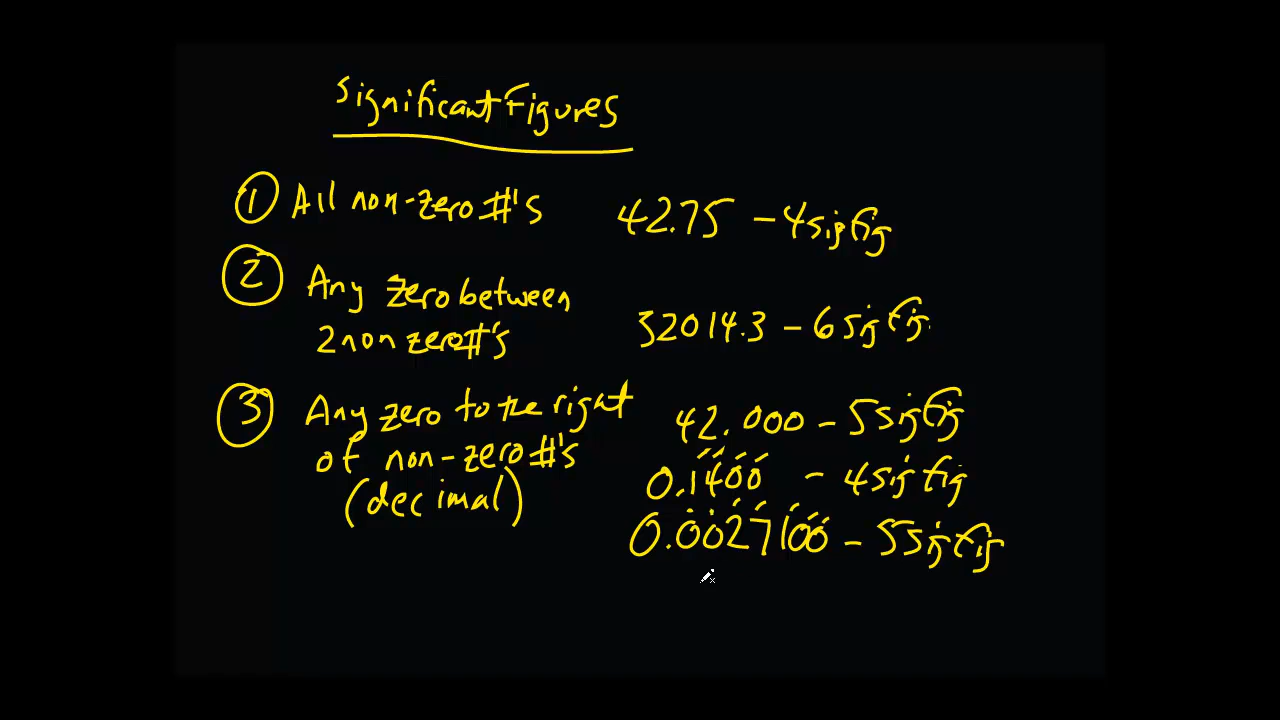 Significant Figures
① All non-zero #'s 42.75 - 4 sig fig
② Any zero between 32014.3 - 6 sig fig.
2 non zero #'s
③ Any zero to the right 42.000 - 5 sig fig
of non-zero #'s 0.1400 - 4 sig fig
(decimal) 0.0027100 - 5 sig fig